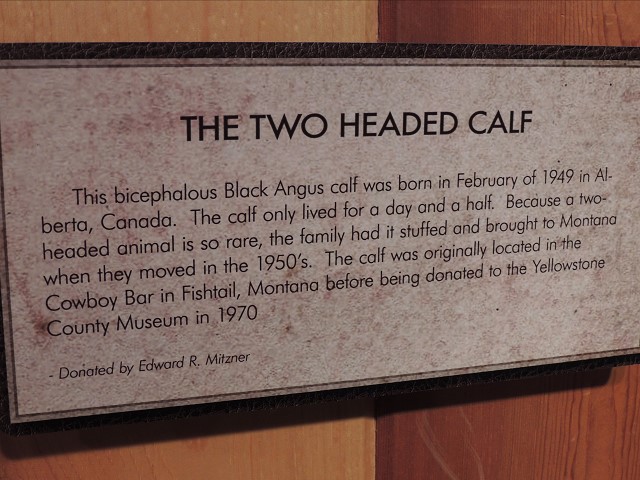 THE TWO HEADED CALF
This bicephalous Black Angus calf was born in February of 1949 in Al-
berta, Canada. The calf only lived for a day and a half. Because a two-
headed animal is so rare, the family had it stuffed and brought to Montana
when they moved in the 1950's. The calf was originally located in the
Cowboy Bar in Fishtail, Montana before being donated to the Yellowstone
County Museum in 1970
- Donated by Edward R. Mitzner